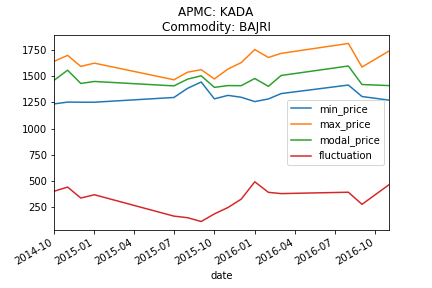 APMC: KADA
Commodity: BAJRI
1750
1500
1250
1000
750
500
250
min_price
max_price
modal_price
fluctuation
2014-10
2015-01
2015-04
2015-07
2015-10
2016-01
2016-04
2016-07
2016-10
date